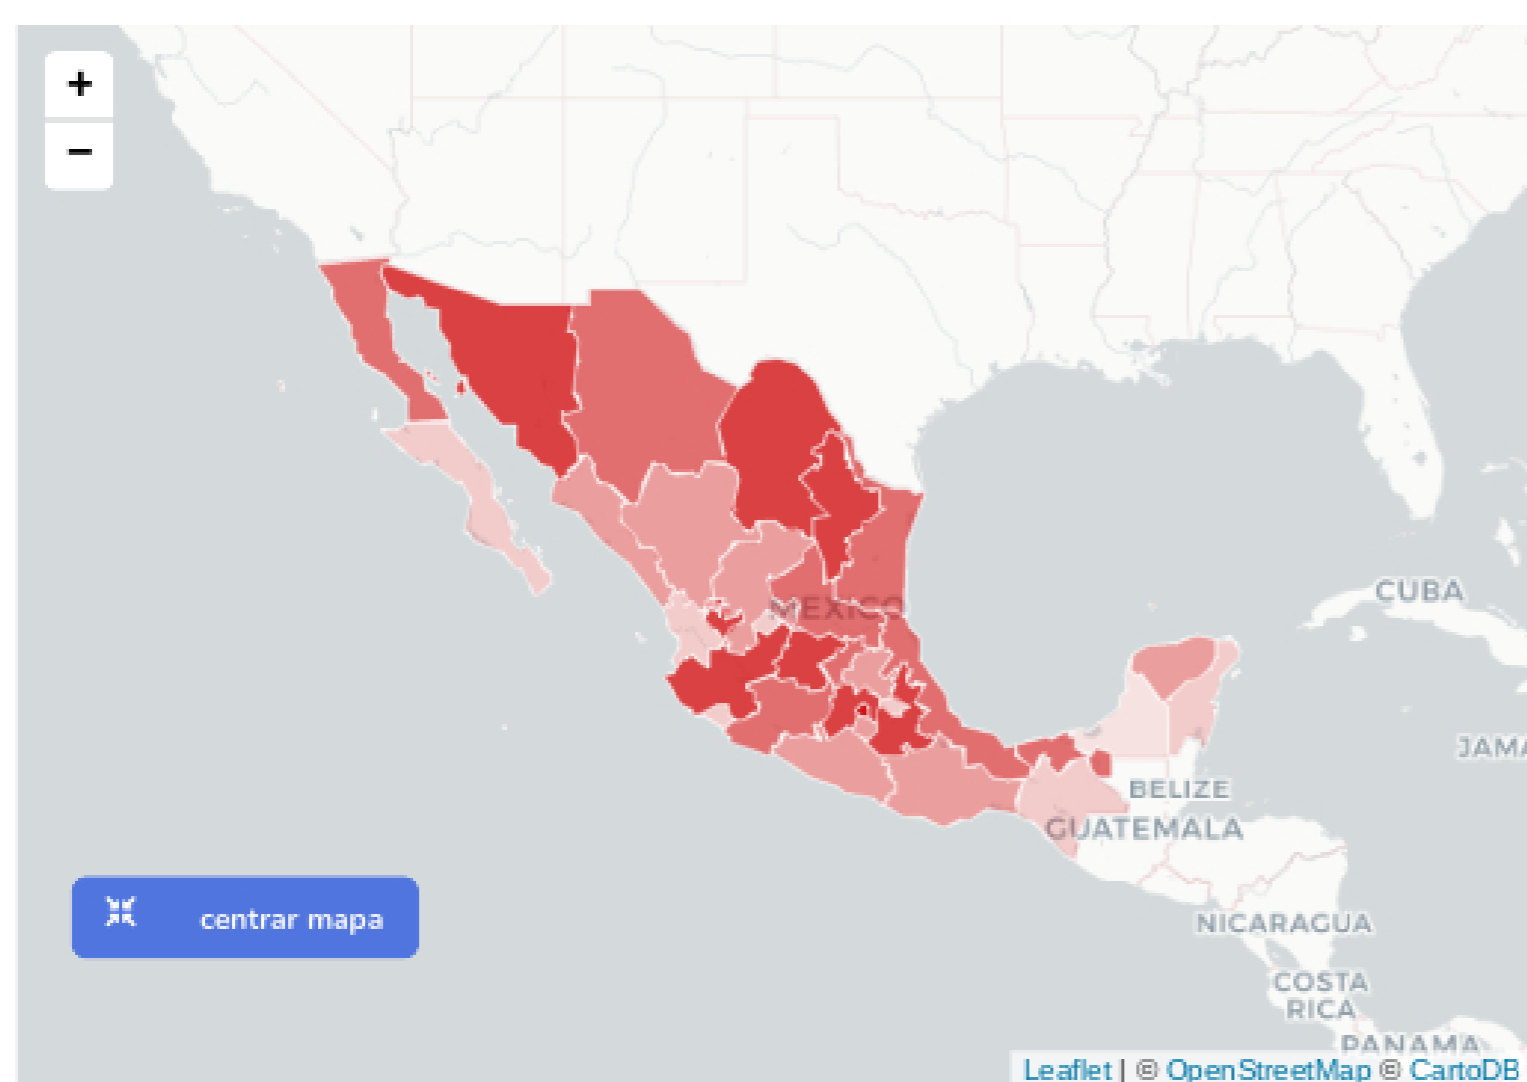 +
−
MEXICO
CUBA
JAMA
BELIZE
GUATEMALA
NICARAGUA
COSTA
RICA
PANAMA
centrar mapa
Leaflet | © OpenStreetMap © CartoDB